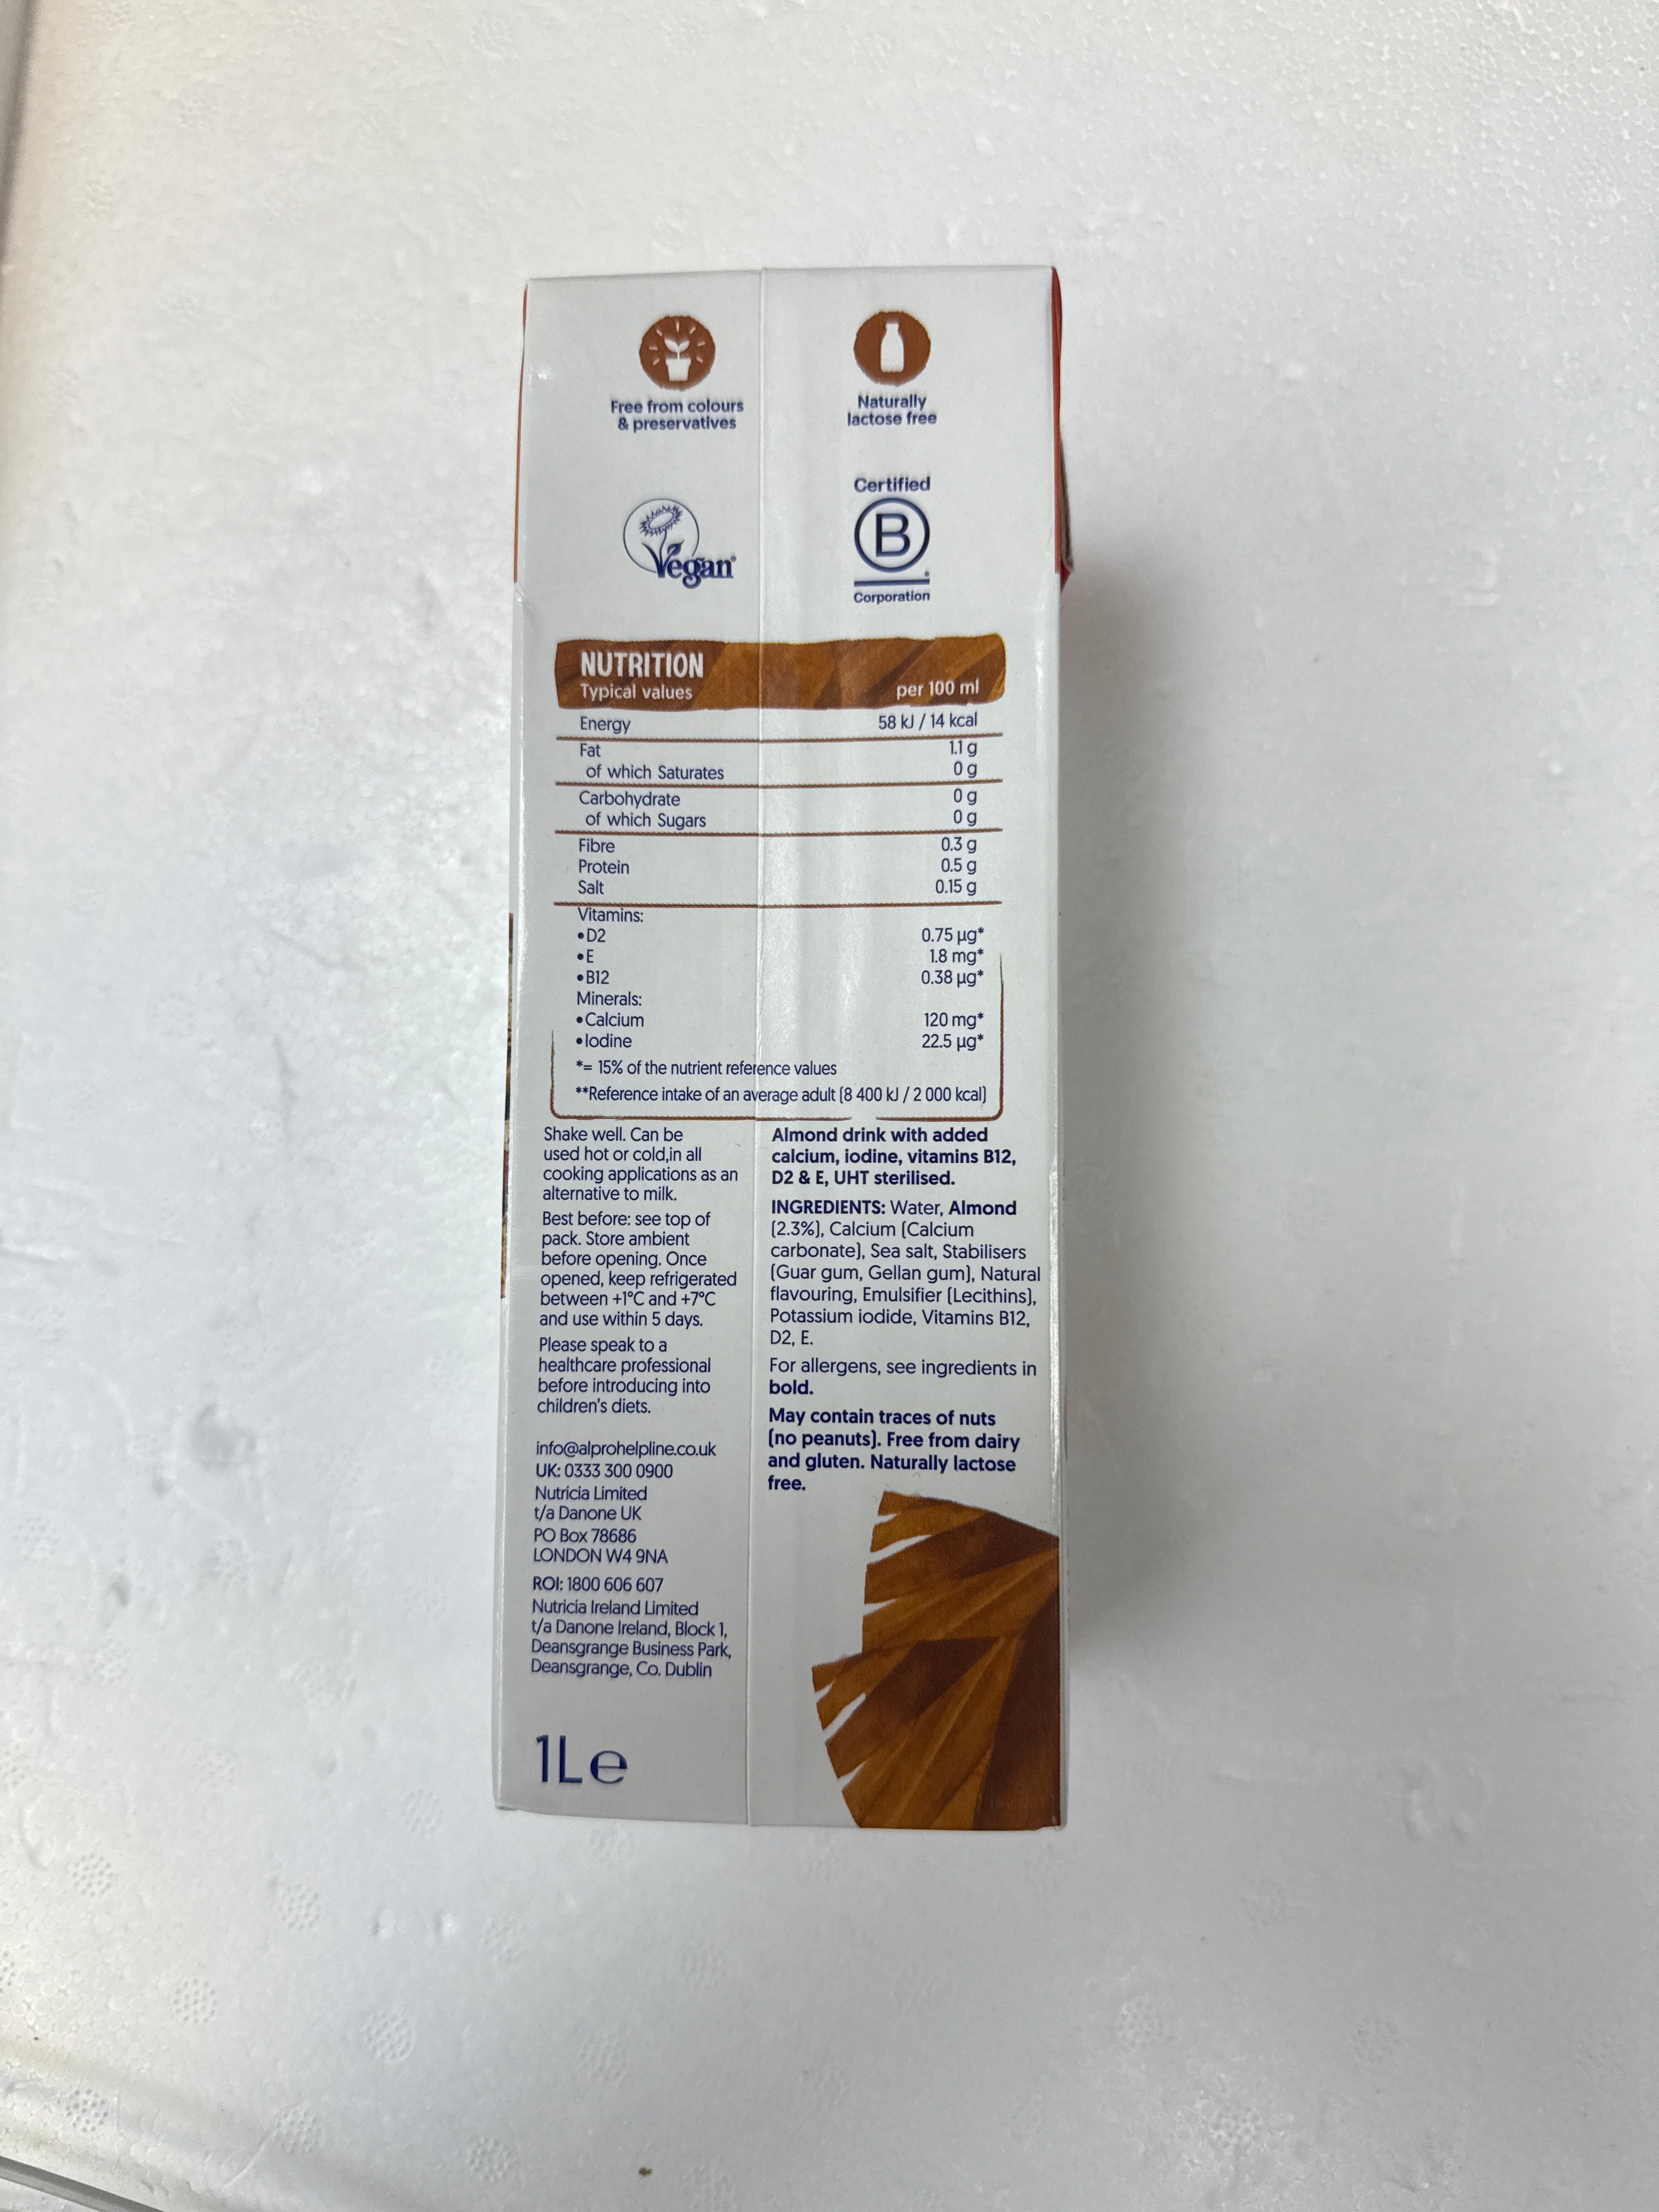 Free from colours
& preservatives
Naturally
lactose free
Vegan
Certified
B
Corporation
NUTRITION
Typical values per 100 ml
Energy 58 kJ / 14 kcal
Fat 1.1 g
of which Saturates 0 g
Carbohydrate 0 g
of which Sugars 0 g
Fibre 0.3 g
Protein 0.5 g
Salt 0.15 g
Vitamins:
•D2 0.75 µg*
•E 1.8 mg*
•B12 0.38 µg*
Minerals:
•Calcium 120 mg*
•Iodine 22.5 µg*
*= 15% of the nutrient reference values
**Reference intake of an average adult (8 400 kJ / 2 000 kcal)
Shake well. Can be
used hot or cold,in all
cooking applications as an
alternative to milk.
Best before: see top of
pack. Store ambient
before opening. Once
opened, keep refrigerated
between +1°C and +7°C
and use within 5 days.
Please speak to a
healthcare professional
before introducing into
children's diets.
info@alprohelpline.co.uk
UK: 0333 300 0900
Nutricia Limited
t/a Danone UK
PO Box 78686
LONDON W4 9NA
ROI: 1800 606 607
Nutricia Ireland Limited
t/a Danone Ireland, Block 1,
Deansgrange Business Park,
Deansgrange, Co. Dublin
1L e
Almond drink with added
calcium, iodine, vitamins B12,
D2 & E, UHT sterilised.
INGREDIENTS: Water, Almond
(2.3%), Calcium (Calcium
carbonate), Sea salt, Stabilisers
(Guar gum, Gellan gum), Natural
flavouring, Emulsifier (Lecithins),
Potassium iodide, Vitamins B12,
D2, E.
For allergens, see ingredients in
bold.
May contain traces of nuts
(no peanuts). Free from dairy
and gluten. Naturally lactose
free.